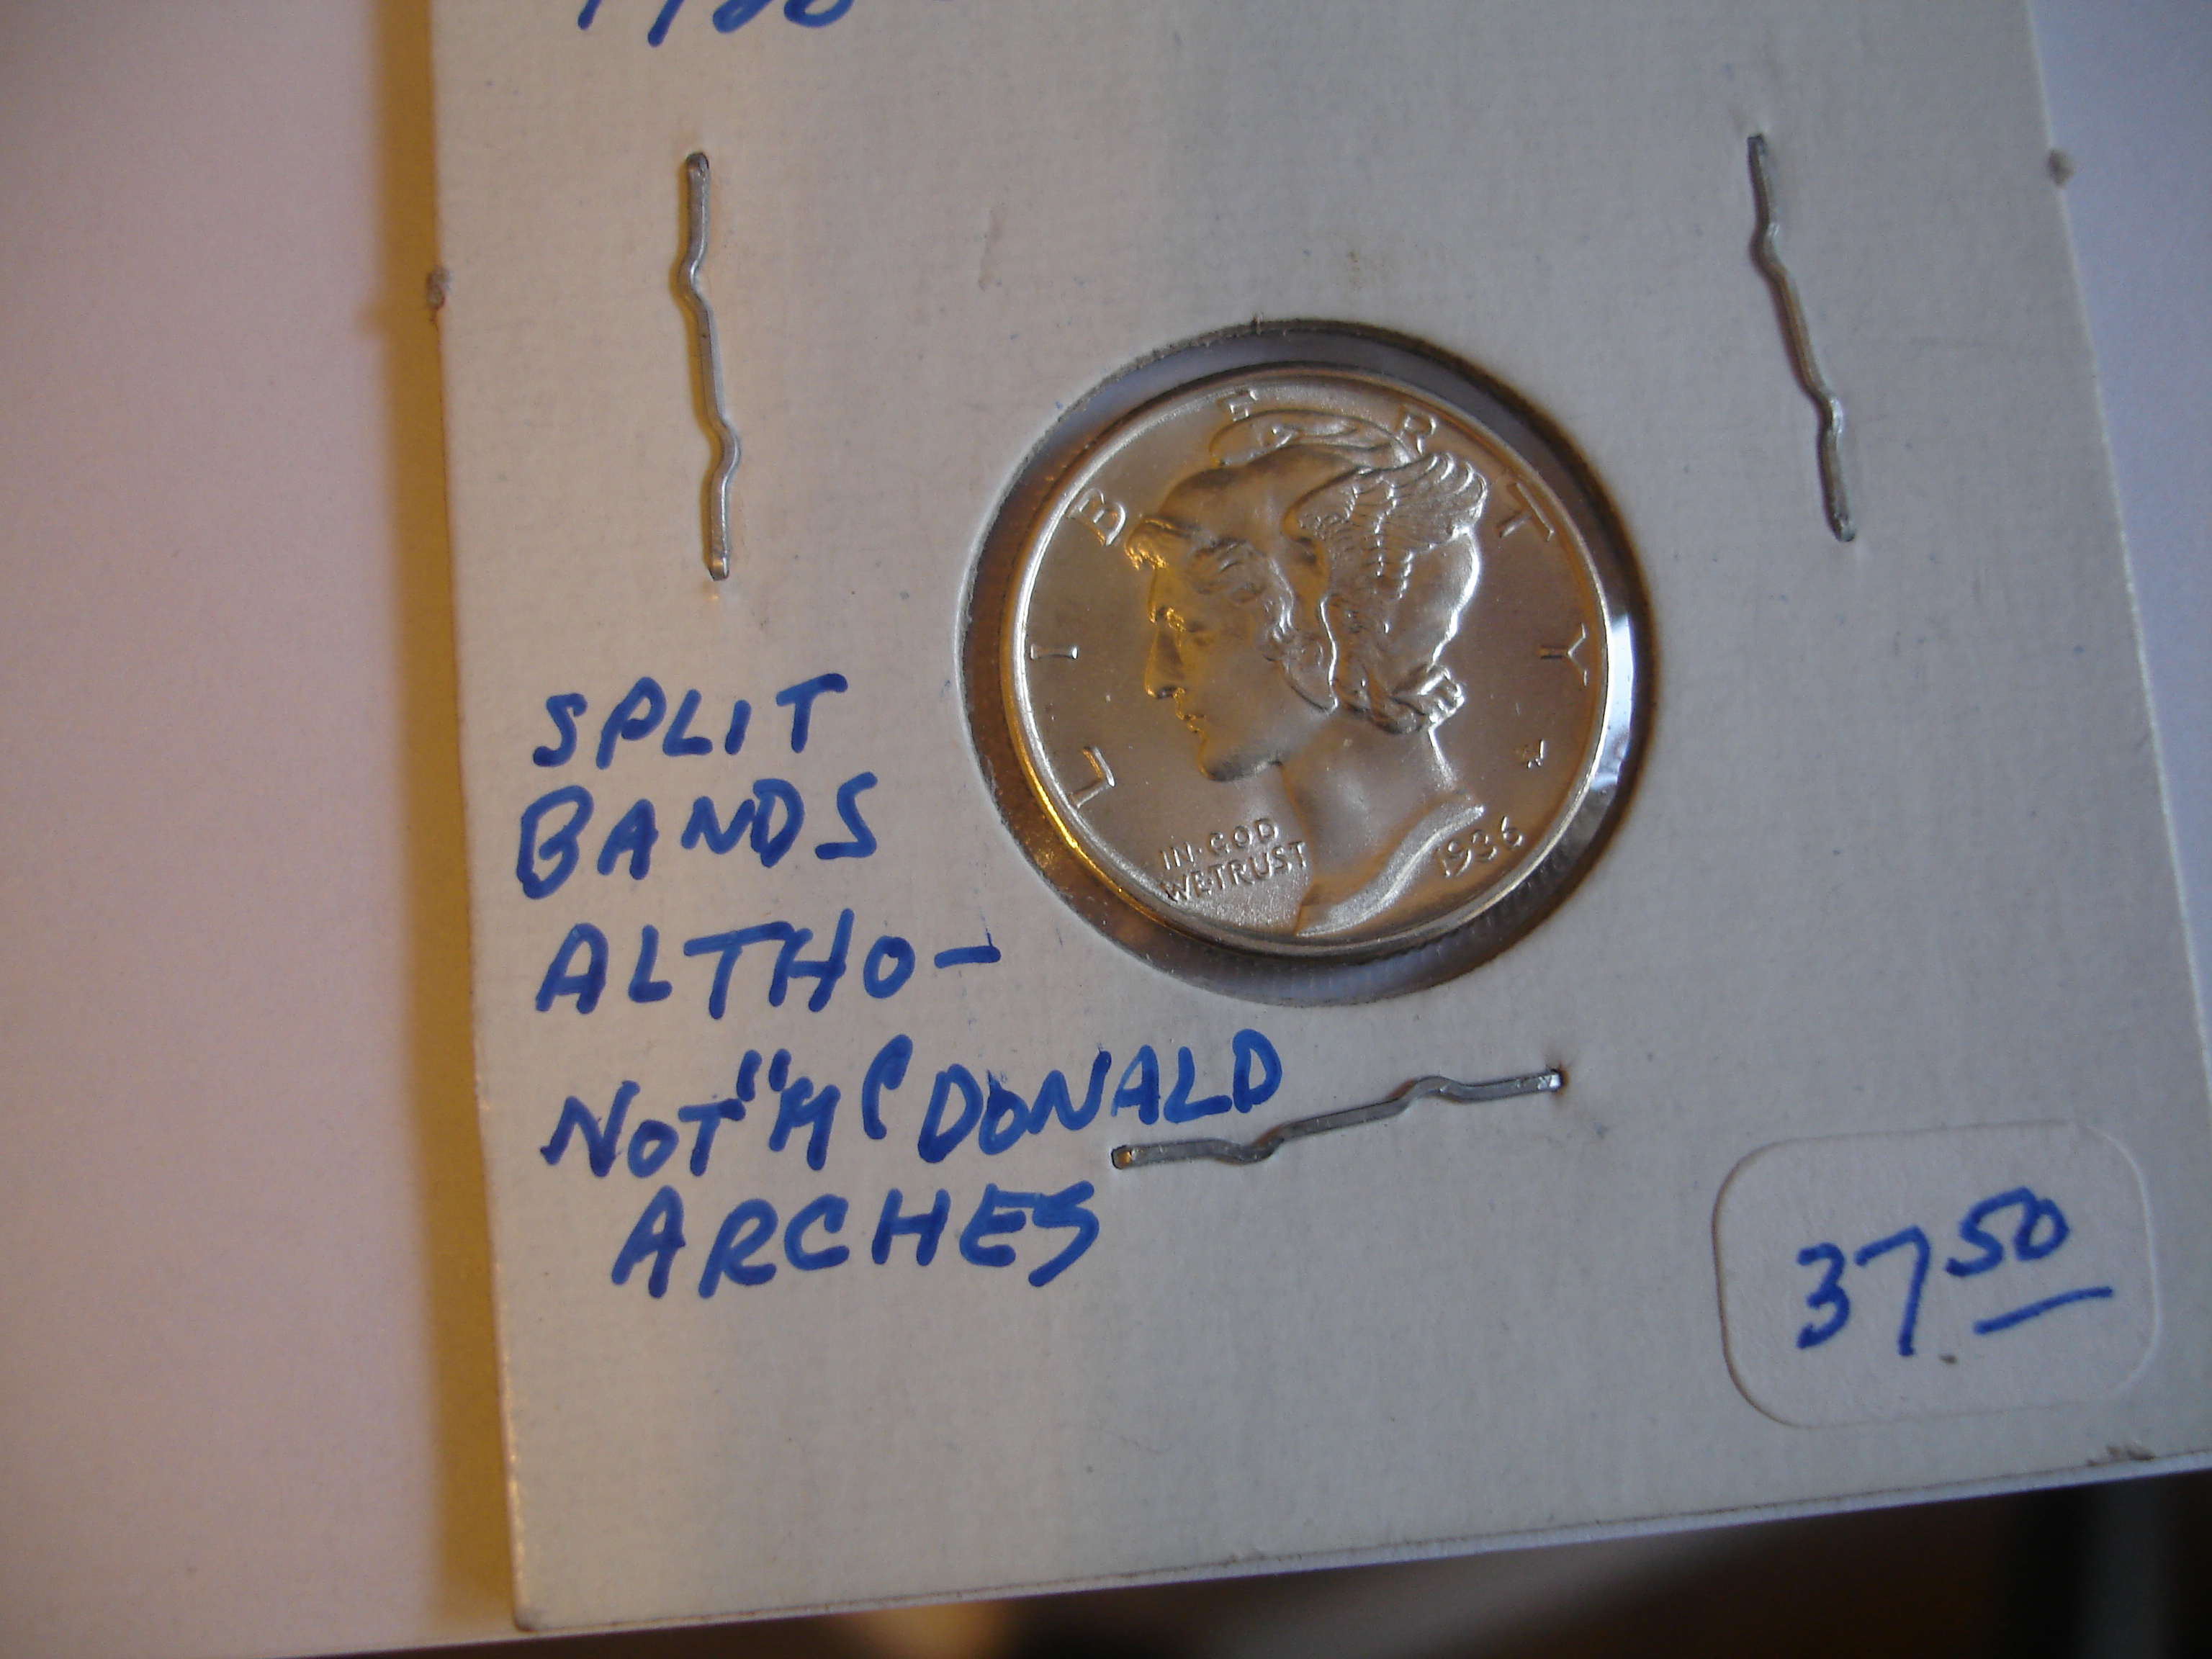 LIBERTY
IN·GOD
WE TRUST
1936
SPLIT
BANDS
ALTHO-
NOT "MCDONALD
ARCHES
37 50